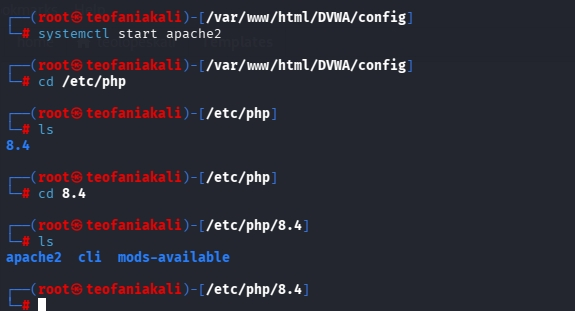 ┌──(root㉿teofaniakali)-[/var/www/html/DVWA/config]
└─# systemctl start apache2
┌──(root㉿teofaniakali)-[/var/www/html/DVWA/config]
└─# cd /etc/php
┌──(root㉿teofaniakali)-[/etc/php]
└─# ls
8.4
┌──(root㉿teofaniakali)-[/etc/php]
└─# cd 8.4
┌──(root㉿teofaniakali)-[/etc/php/8.4]
└─# ls
apache2  cli  mods-available
┌──(root㉿teofaniakali)-[/etc/php/8.4]
└─#